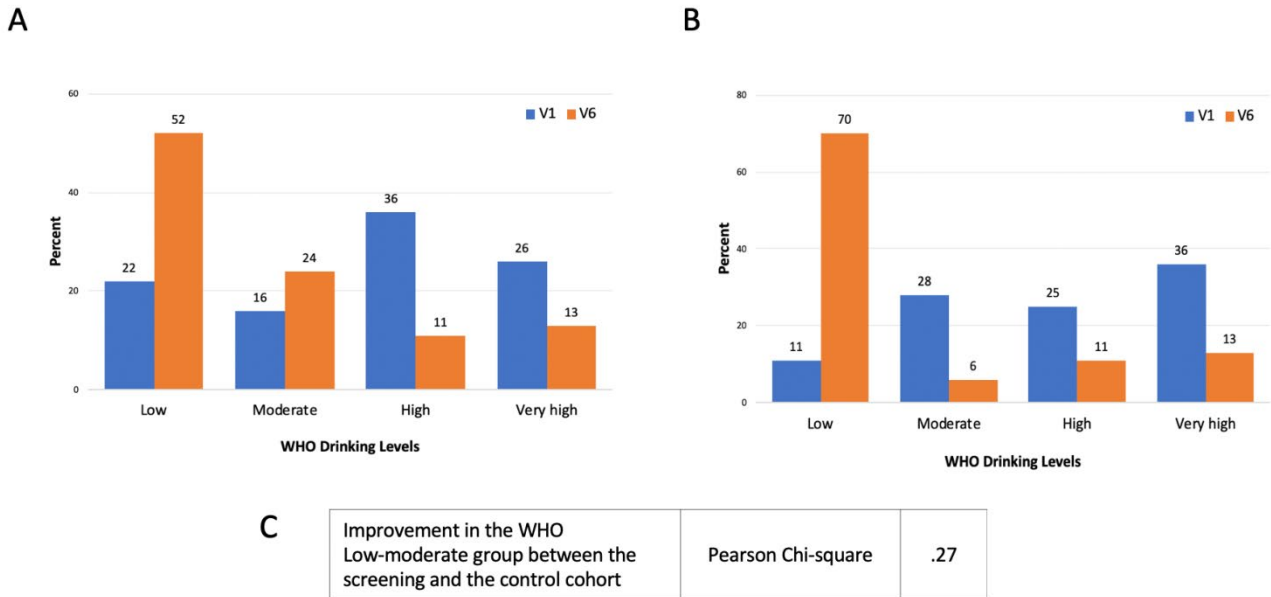 A
60
40
20
0
Percent
V1 V6
22
52
16
24
36
11
26
13
Low Moderate High Very high
WHO Drinking Levels
B
80
60
40
20
0
Percent
V1 V6
11
70
28
6
25
11
36
13
Low Moderate High Very high
WHO Drinking Levels
C
Improvement in the WHO
Low-moderate group between the
screening and the control cohort
Pearson Chi-square
.27